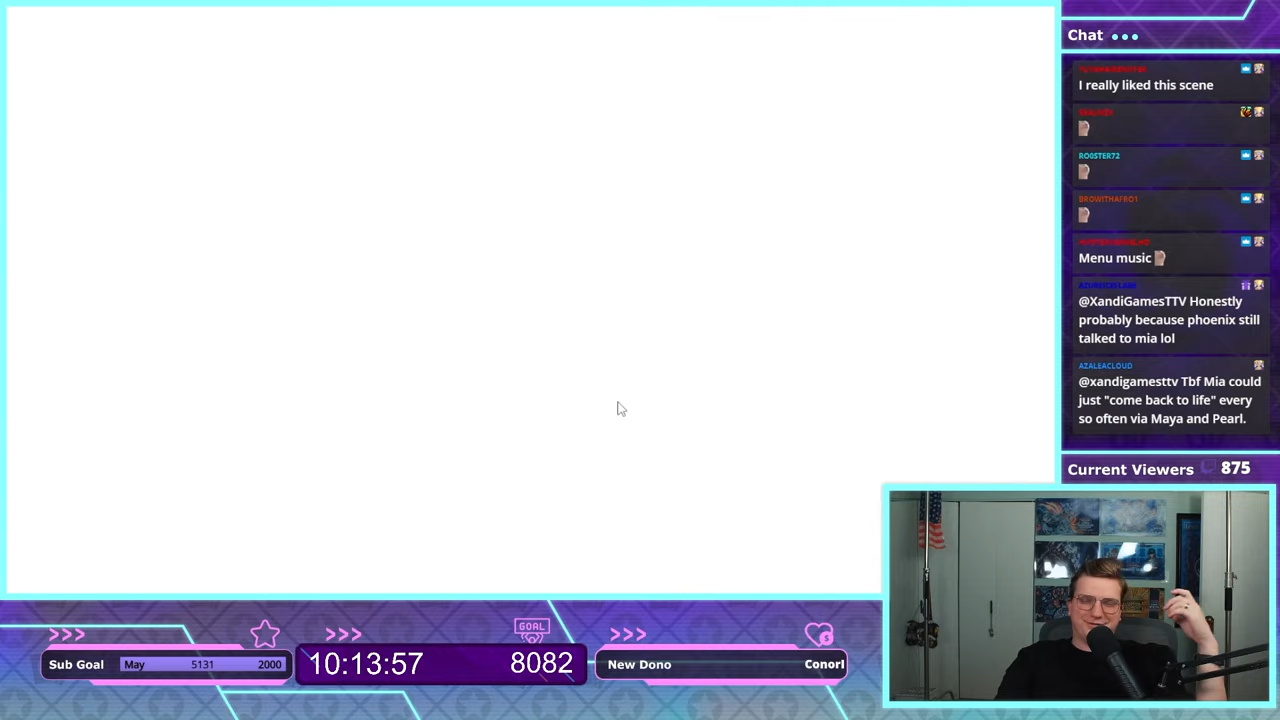 Chat
I really liked this scene
ROOSTER72
BROWITHAFRO1
Menu music
@XandiGamesTTV Honestly
probably because phoenix still
talked to mia lol
AZALEACLOUD
@xandigamesttv Tbf Mia could
just "come back to life" every
so often via Maya and Pearl.
Current Viewers 875
GOAL
Sub Goal May 5131 2000
10:13:57 8082
New Dono Conorl